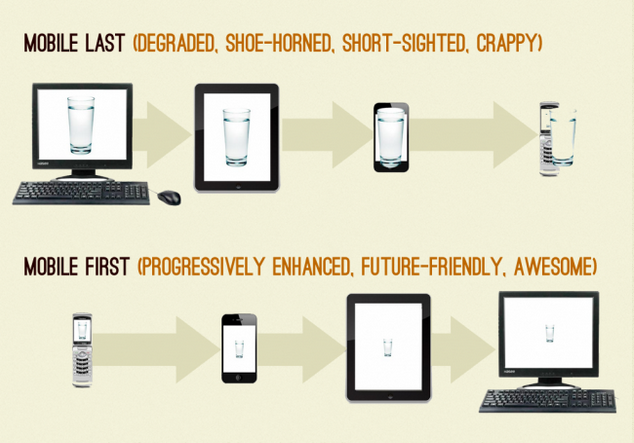 MOBILE LAST (DEGRADED, SHOE-HORNED, SHORT-SIGHTED, CRAPPY)
MOBILE FIRST (PROGRESSIVELY ENHANCED, FUTURE-FRIENDLY, AWESOME)